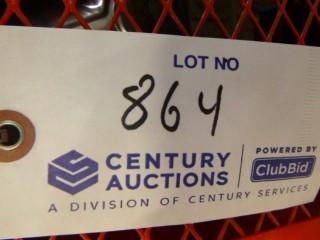 LOT NO
864
CENTURY
AUCTIONS
POWERED BY
ClubBid
A DIVISION OF CENTURY SERVICES